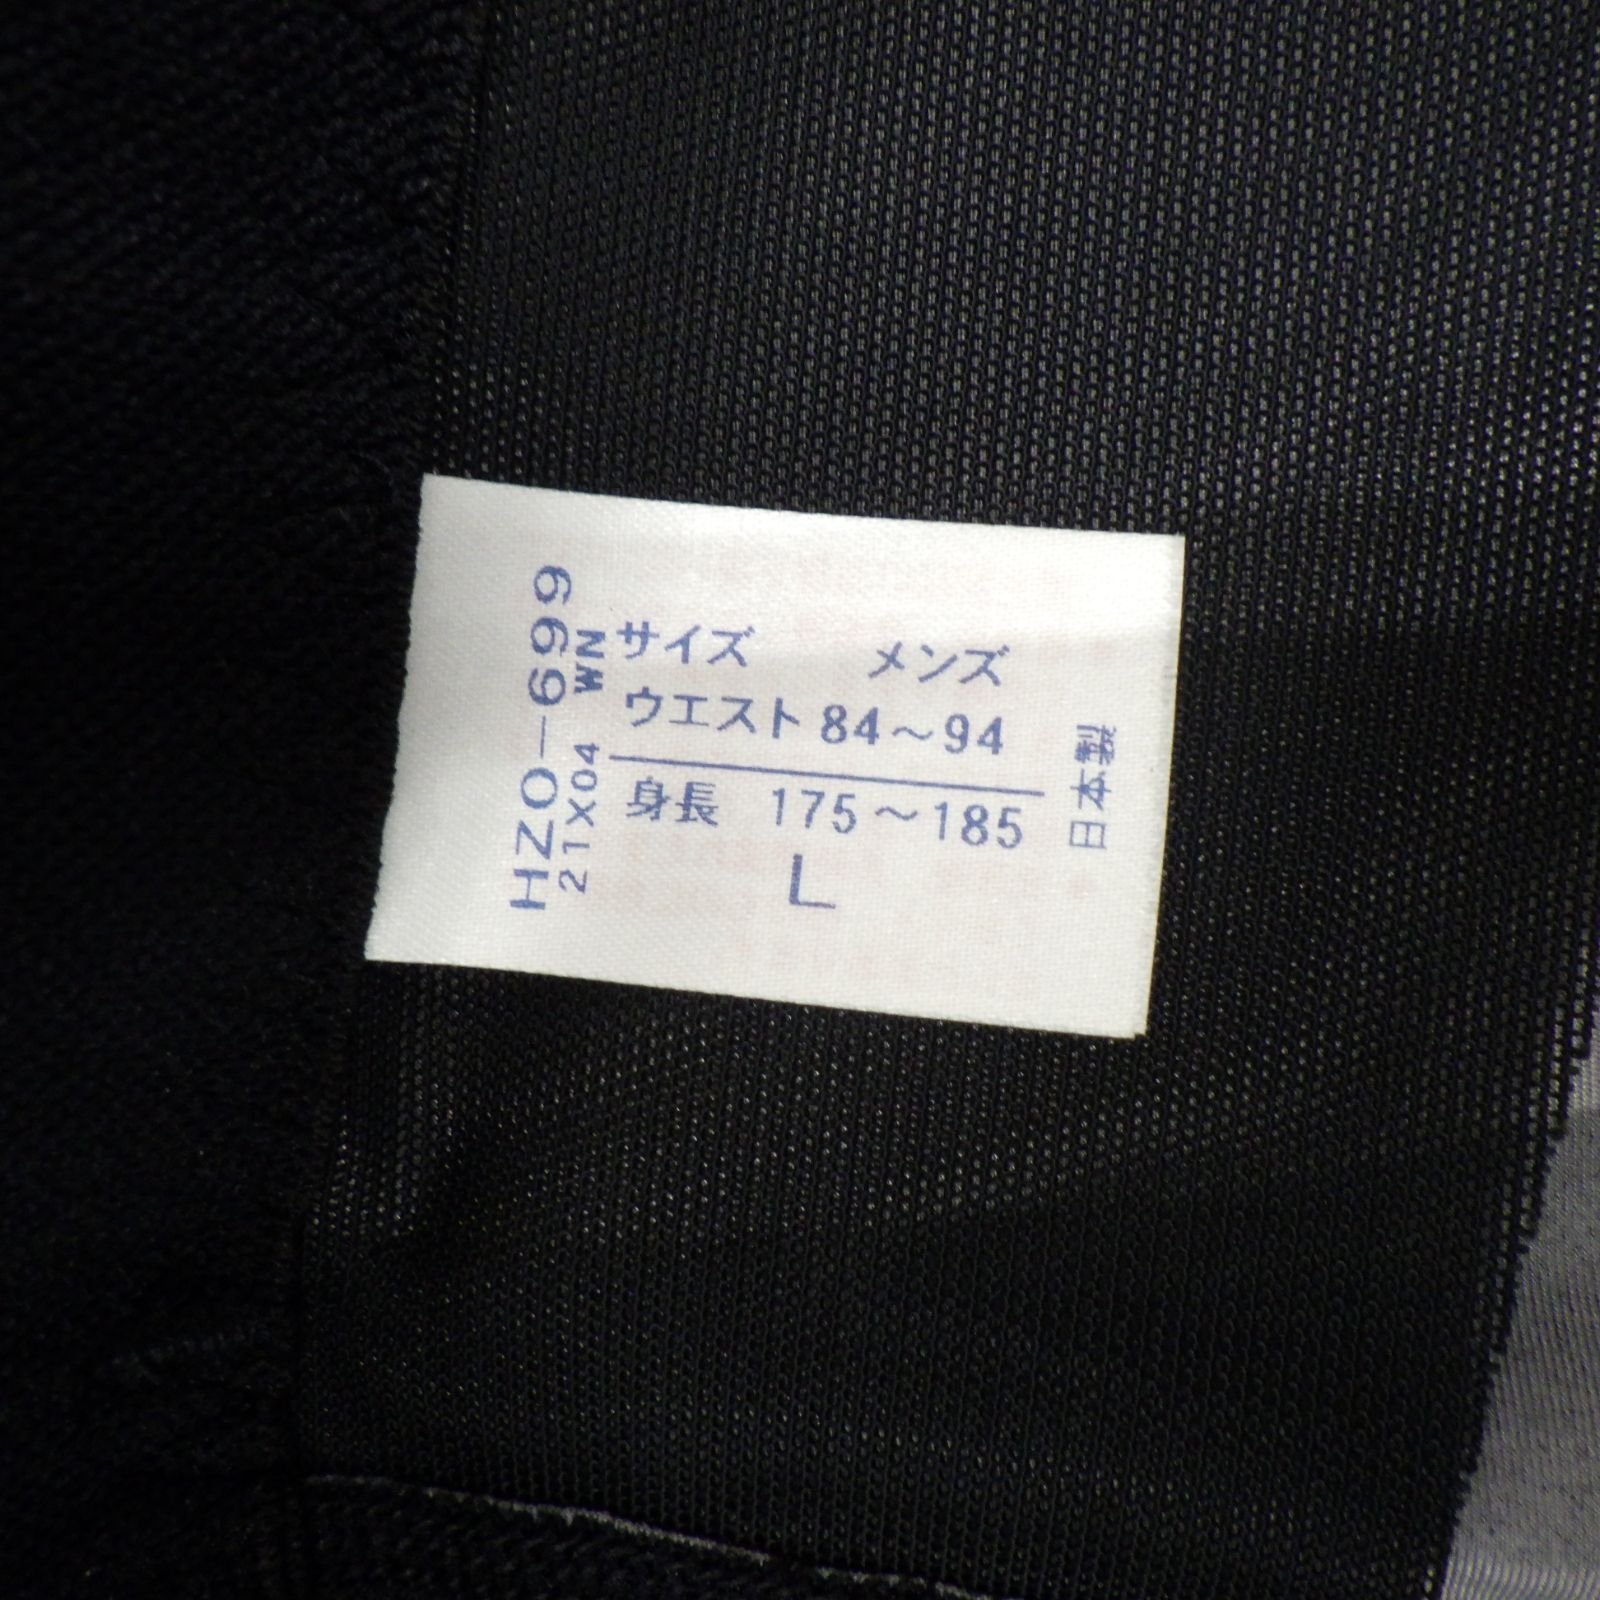 HZO-699
21X04 WN
サイズ メンズ
ウエスト 84~94
身長 175~185
L
日本製